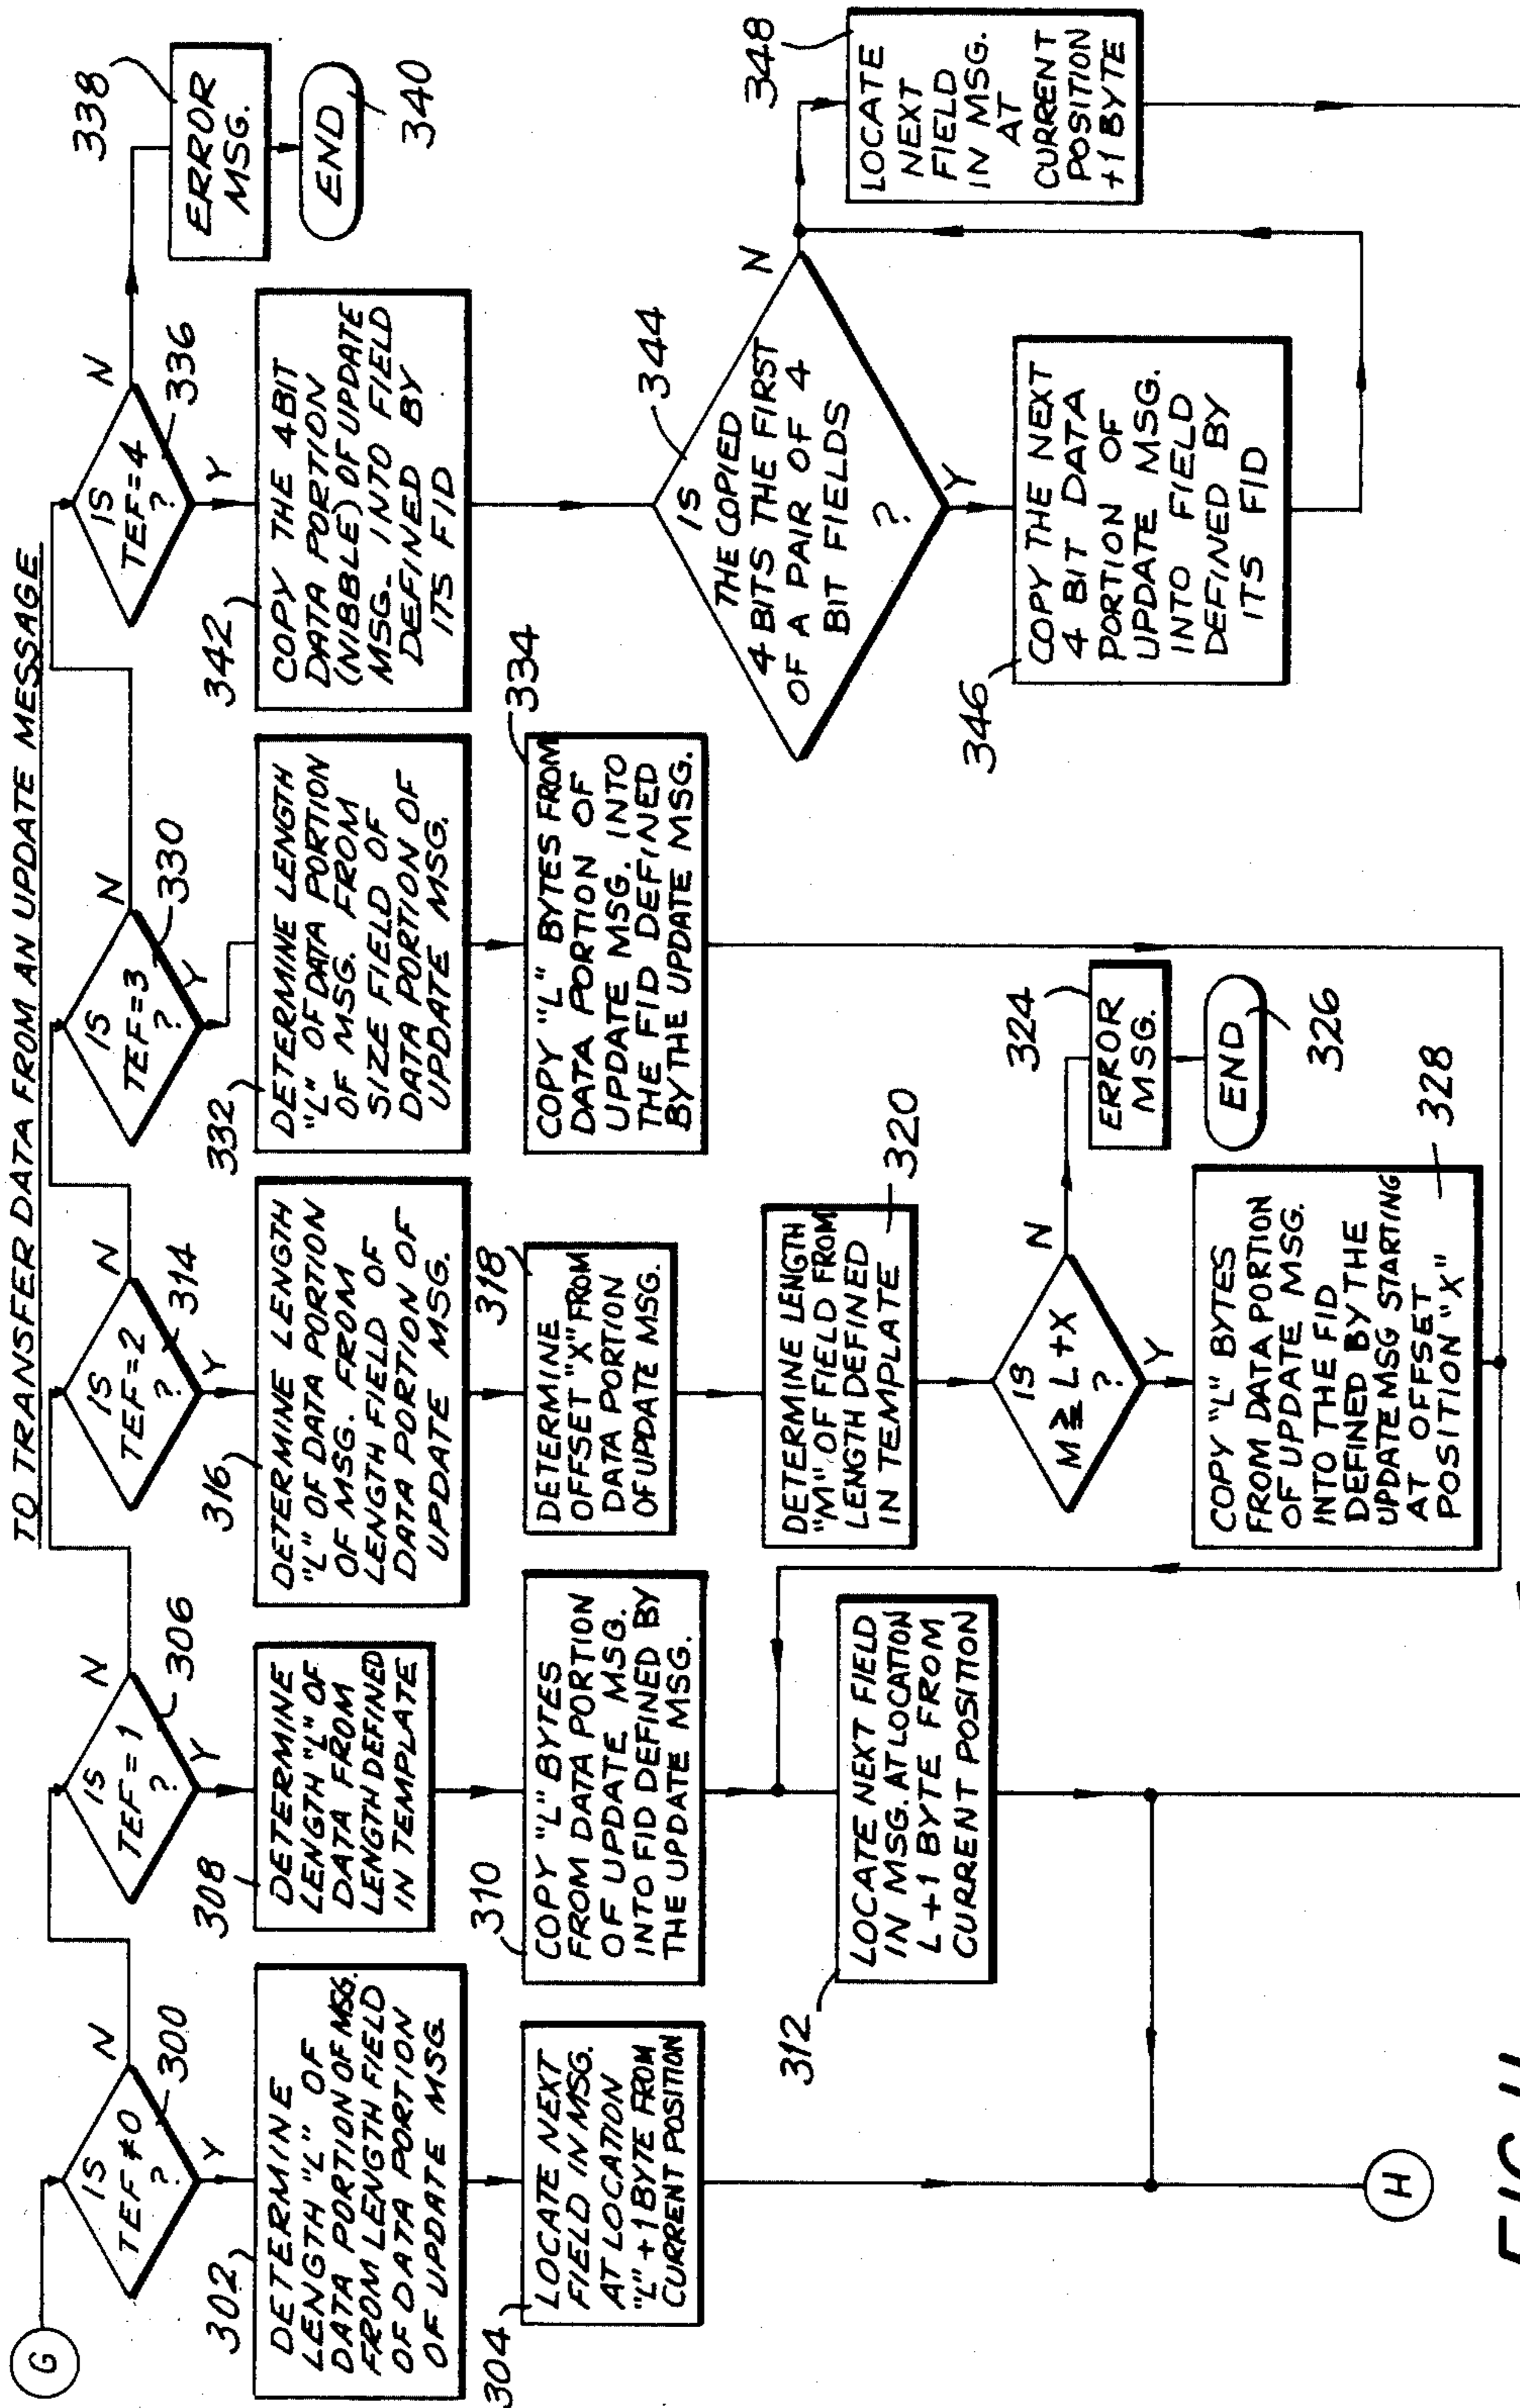 TO TRANSFER DATA FROM AN UPDATE MESSAGE
G
IS
TEF≠0
?
N
300
Y
302
DETERMINE
LENGTH "L" OF
DATA PORTION OF MSG.
FROM LENGTH FIELD
OF DATA PORTION
OF UPDATE MSG.
304
LOCATE NEXT
FIELD IN MSG.
AT LOCATION
"L"+1 BYTE FROM
CURRENT POSITION
IS
TEF=1
?
N
306
Y
308
DETERMINE
LENGTH "L" OF
DATA FROM
LENGTH DEFINED
IN TEMPLATE
310
COPY "L" BYTES
FROM DATA PORTION
OF UPDATE MSG.
INTO FID DEFINED BY
THE UPDATE MSG.
312
LOCATE NEXT FIELD
IN MSG. AT LOCATION
L+1 BYTE FROM
CURRENT POSITION
H
IS
TEF=2
?
N
314
Y
316
DETERMINE LENGTH
"L" OF DATA PORTION
OF MSG. FROM
LENGTH FIELD OF
DATA PORTION OF
UPDATE MSG.
318
DETERMINE
OFFSET "X" FROM
DATA PORTION
OF UPDATE MSG.
DETERMINE LENGTH
"M" OF FIELD FROM
LENGTH DEFINED
IN TEMPLATE
320
IS
M≧L+X
?
N
Y
324
ERROR
MSG.
END
326
COPY "L" BYTES
FROM DATA PORTION
OF UPDATE MSG.
INTO THE FID
DEFINED BY THE
UPDATE MSG STARTING
AT OFFSET
POSITION "X"
328
IS
TEF=3
?
N
330
Y
332
DETERMINE LENGTH
"L" OF DATA PORTION
OF MSG. FROM
SIZE FIELD OF
DATA PORTION OF
UPDATE MSG.
334
COPY "L" BYTES FROM
DATA PORTION OF
UPDATE MSG. INTO
THE FID DEFINED
BY THE UPDATE MSG.
IS
TEF=4
?
N
336
Y
338
ERROR
MSG.
END
340
342
COPY THE 4BIT
DATA PORTION
(NIBBLE) OF UPDATE
MSG. INTO FIELD
DEFINED BY
ITS FID
IS
THE COPIED
4 BITS THE FIRST
OF A PAIR OF 4
BIT FIELDS
?
344
N
Y
346
COPY THE NEXT
4 BIT DATA
PORTION OF
UPDATE MSG.
INTO FIELD
DEFINED BY
ITS FID
348
LOCATE
NEXT
FIELD
IN MSG.
AT
CURRENT
POSITION
+1 BYTE